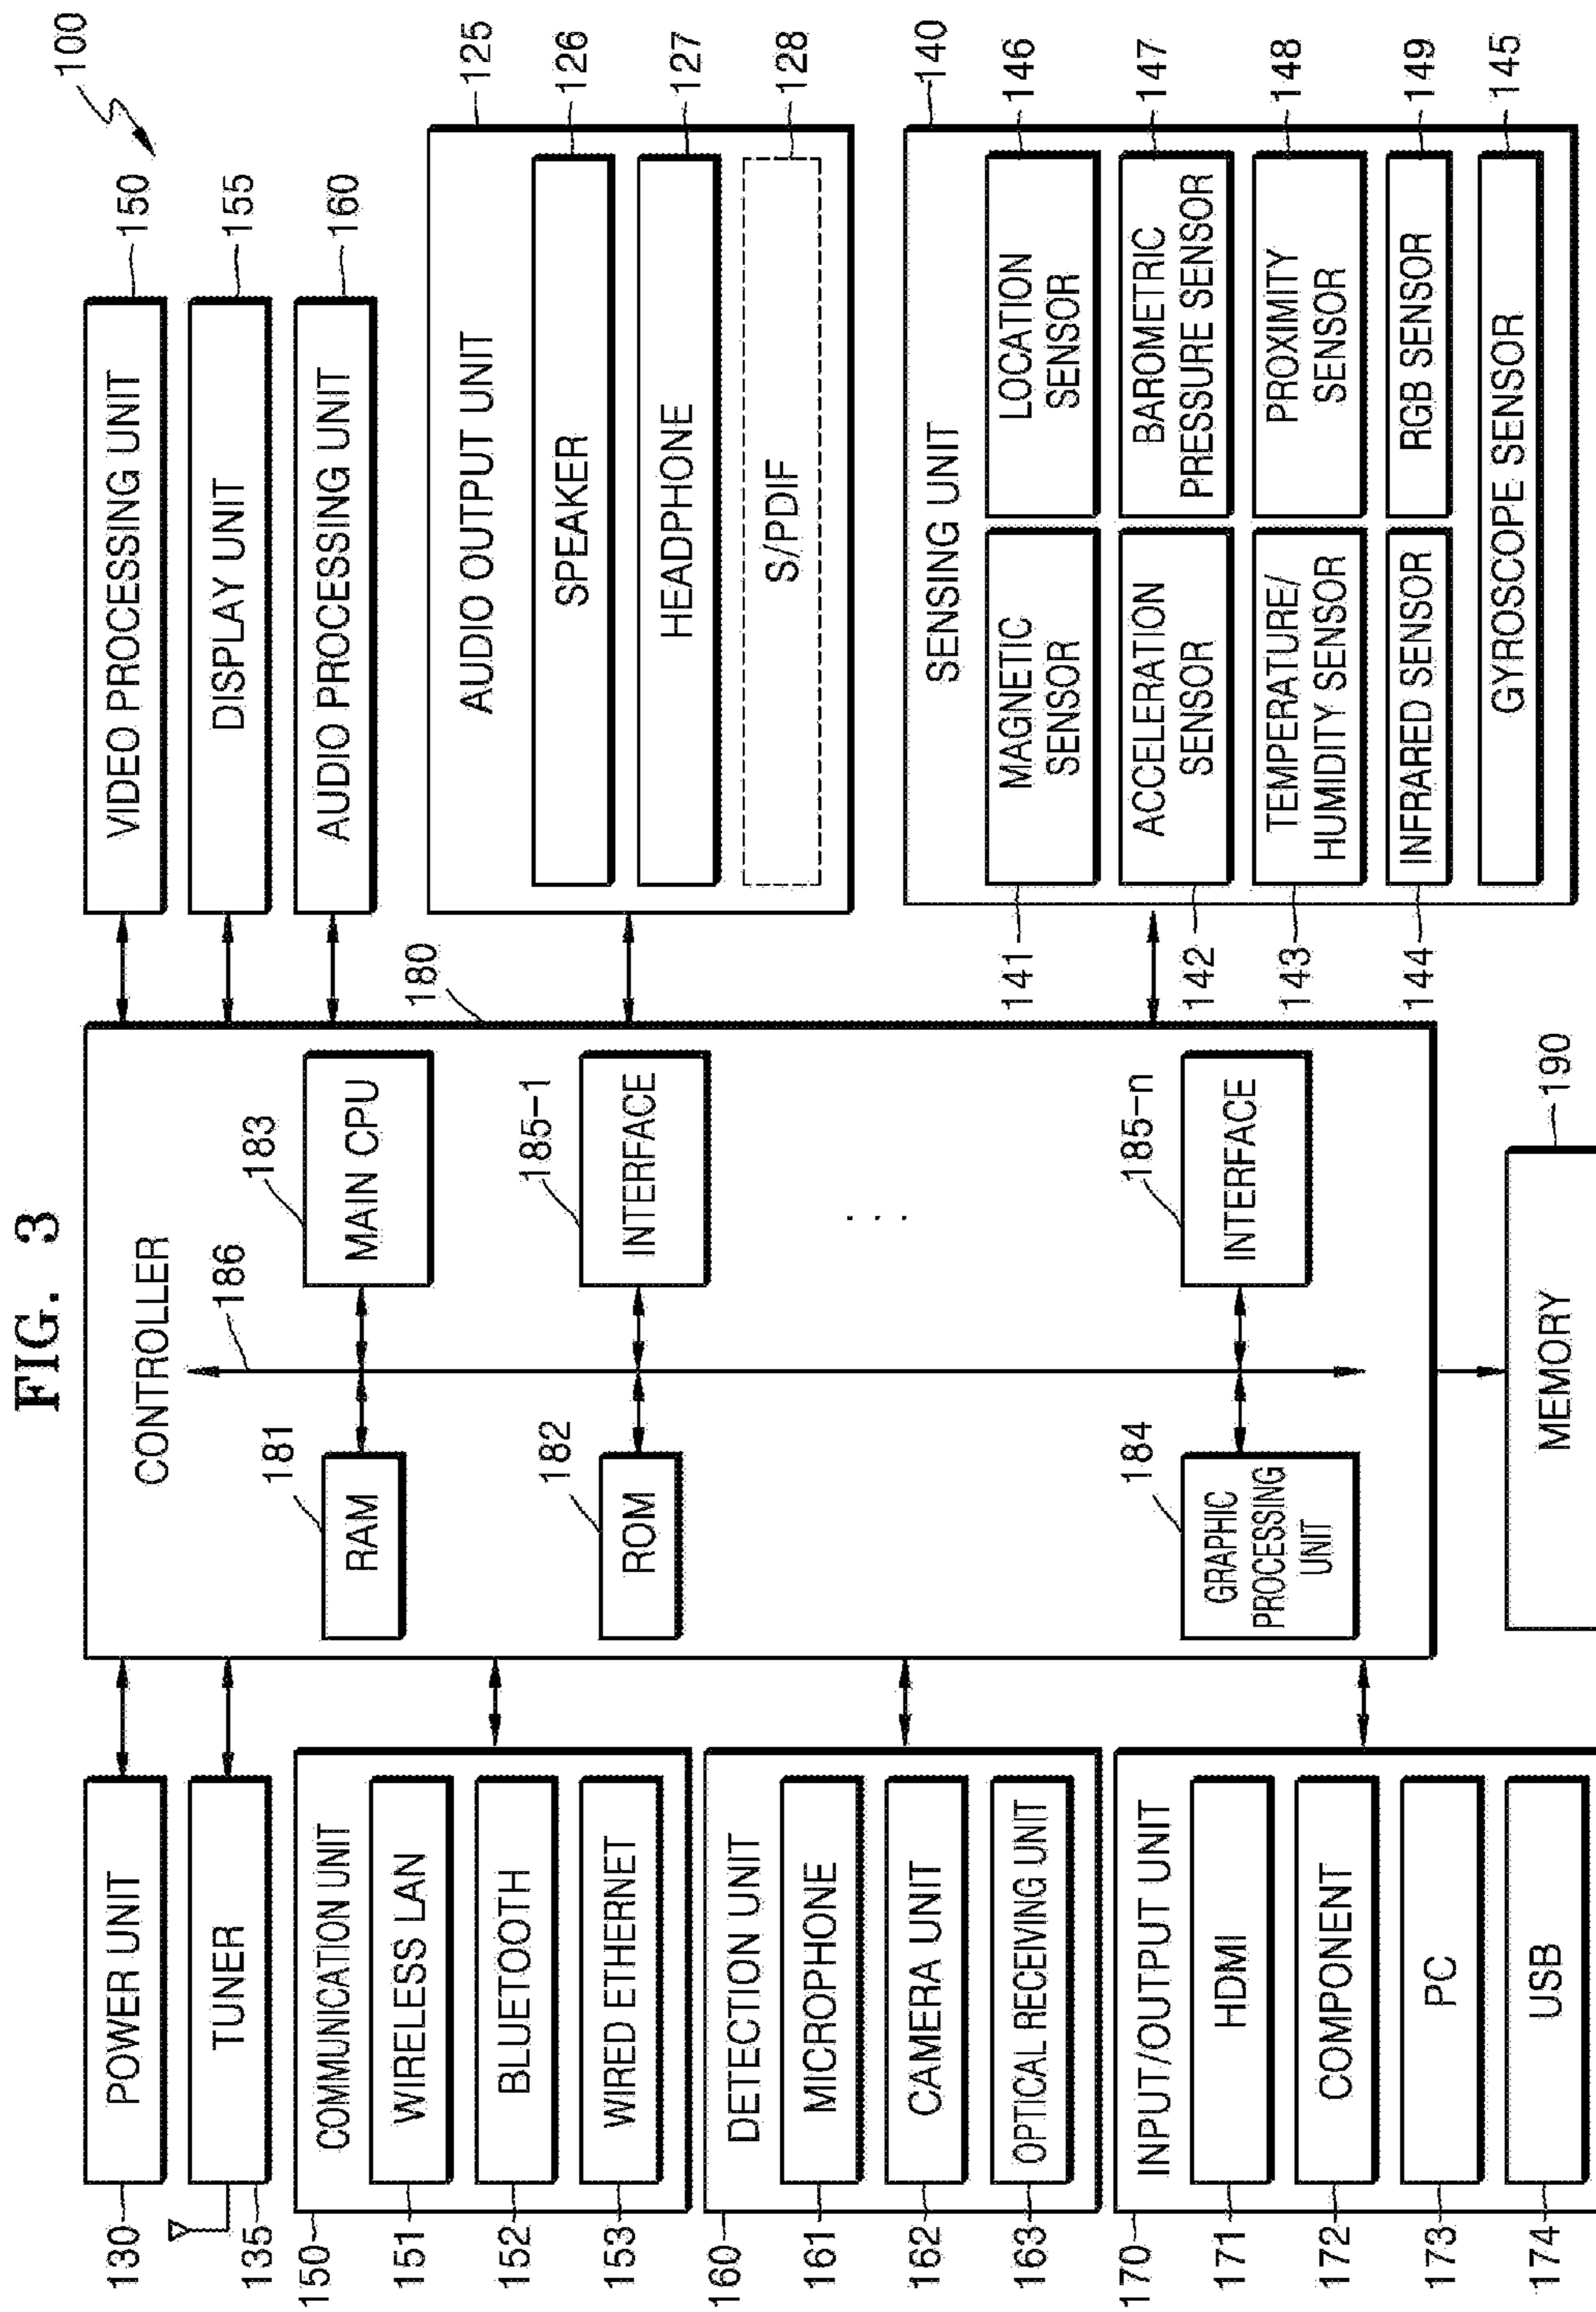 FIG. 3
100
130
POWER UNIT
135
TUNER
150
COMMUNICATION UNIT
151
WIRELESS LAN
152
BLUETOOTH
153
WIRED ETHERNET
160
DETECTION UNIT
161
MICROPHONE
162
CAMERA UNIT
163
OPTICAL RECEIVING UNIT
170
INPUT/OUTPUT UNIT
171
HDMI
172
COMPONENT
173
PC
174
USB
CONTROLLER
180
186
181
RAM
183
MAIN CPU
182
ROM
185-1
INTERFACE
...
184
GRAPHIC
PROCESSING
UNIT
185-n
INTERFACE
MEMORY
190
VIDEO PROCESSING UNIT
150
DISPLAY UNIT
155
AUDIO PROCESSING UNIT
160
AUDIO OUTPUT UNIT
125
SPEAKER
126
HEADPHONE
127
S/PDIF
128
SENSING UNIT
140
141
MAGNETIC
SENSOR
LOCATION
SENSOR
146
142
ACCELERATION
SENSOR
BAROMETRIC
PRESSURE SENSOR
147
143
TEMPERATURE/
HUMIDITY SENSOR
PROXIMITY
SENSOR
148
144
INFRARED SENSOR
RGB SENSOR
149
GYROSCOPE SENSOR
145